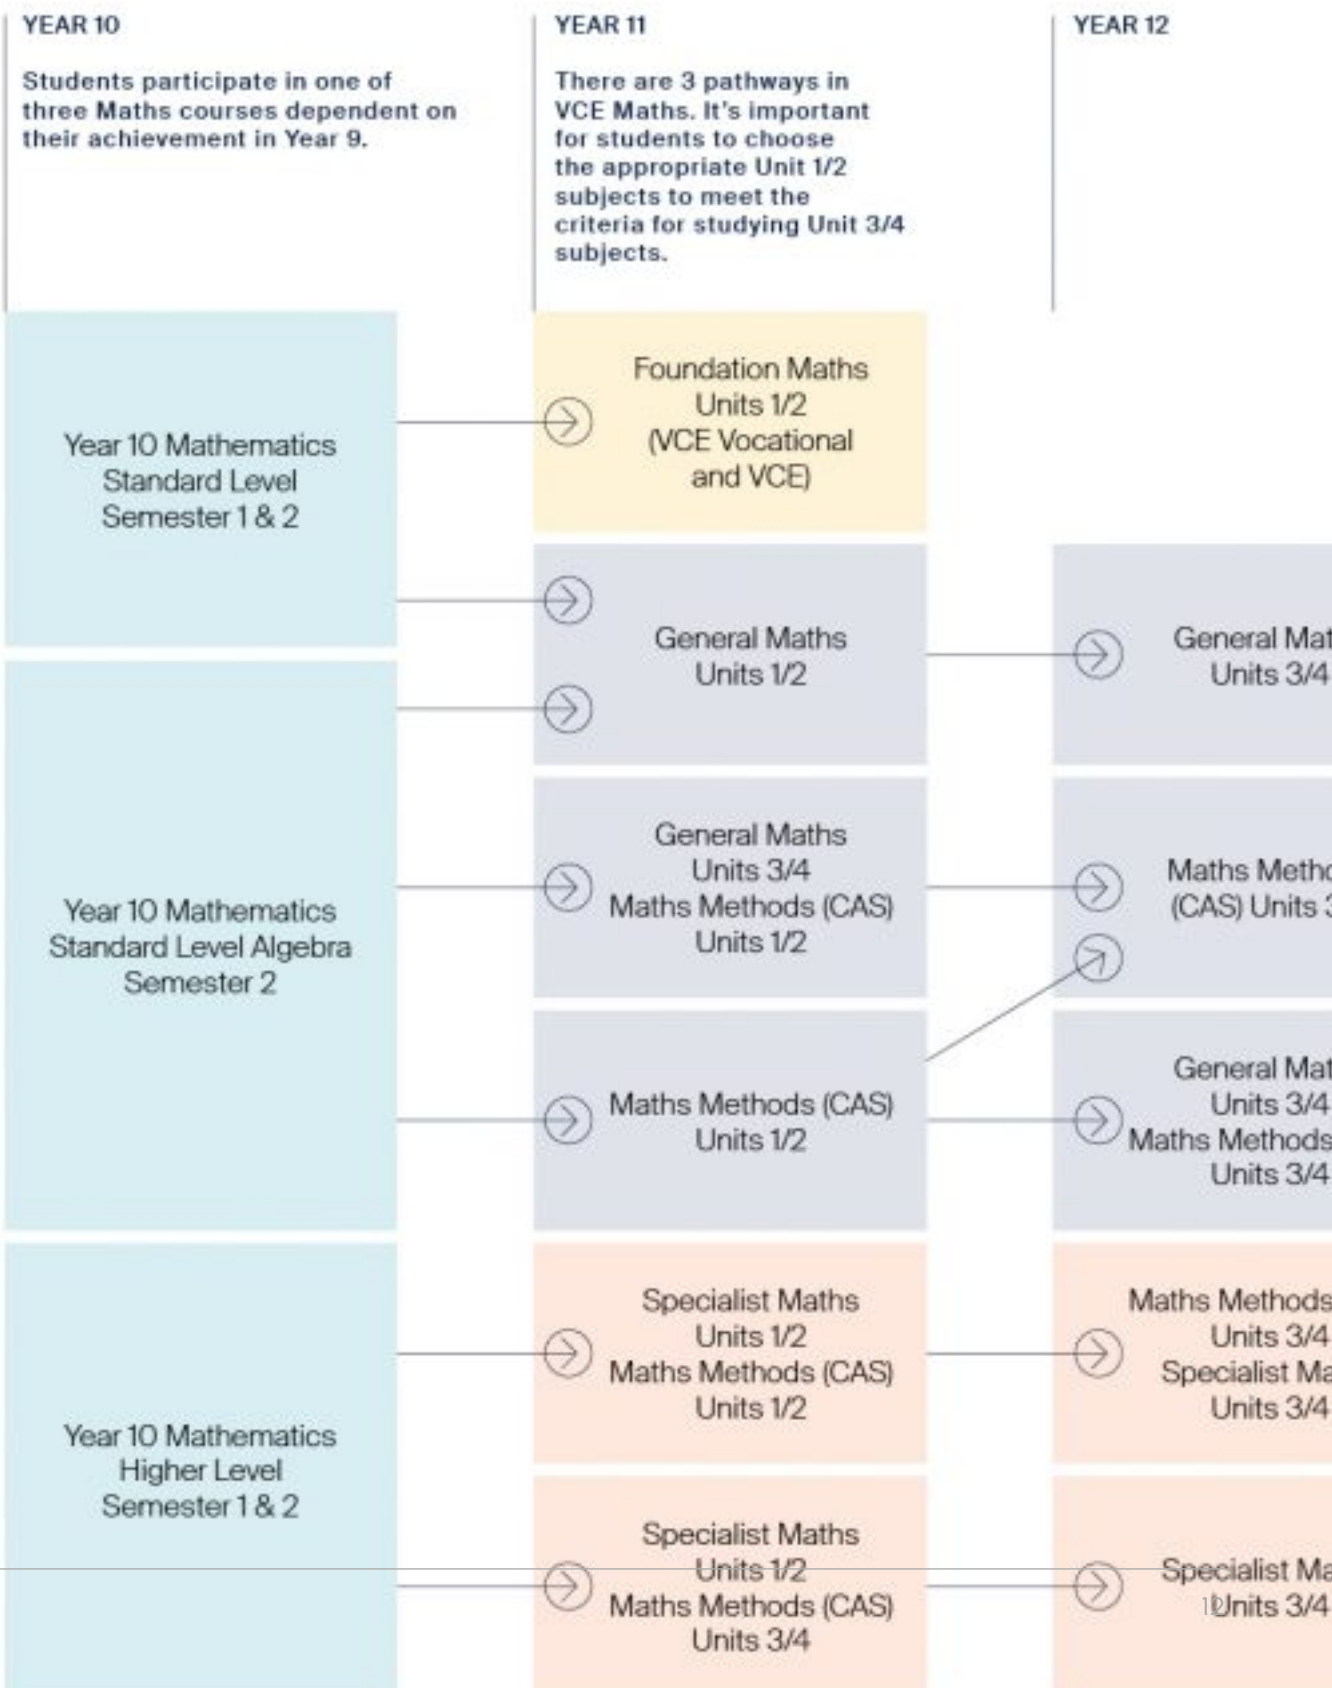 YEAR 10
Students participate in one of
three Maths courses dependent on
their achievement in Year 9.
YEAR 11
There are 3 pathways in
VCE Maths. It's important
for students to choose
the appropriate Unit 1/2
subjects to meet the
criteria for studying Unit 3/4
subjects.
YEAR 12
Year 10 Mathematics
Standard Level
Semester 1 & 2
Year 10 Mathematics
Standard Level Algebra
Semester 2
Year 10 Mathematics
Higher Level
Semester 1 & 2
Foundation Maths
Units 1/2
(VCE Vocational
and VCE)
General Maths
Units 1/2
General Maths
Units 3/4
Maths Methods (CAS)
Units 1/2
Maths Methods (CAS)
Units 1/2
Specialist Maths
Units 1/2
Maths Methods (CAS)
Units 1/2
Specialist Maths
Units 1/2
Maths Methods (CAS)
Units 3/4
General
Units 3/4
Maths
(CAS) Units
General
Units 3/4
Maths Methods
Units 3/4
Maths Methods
Units 3/4
Specialist
Units 3/4
Specialist
Units 3/4
12